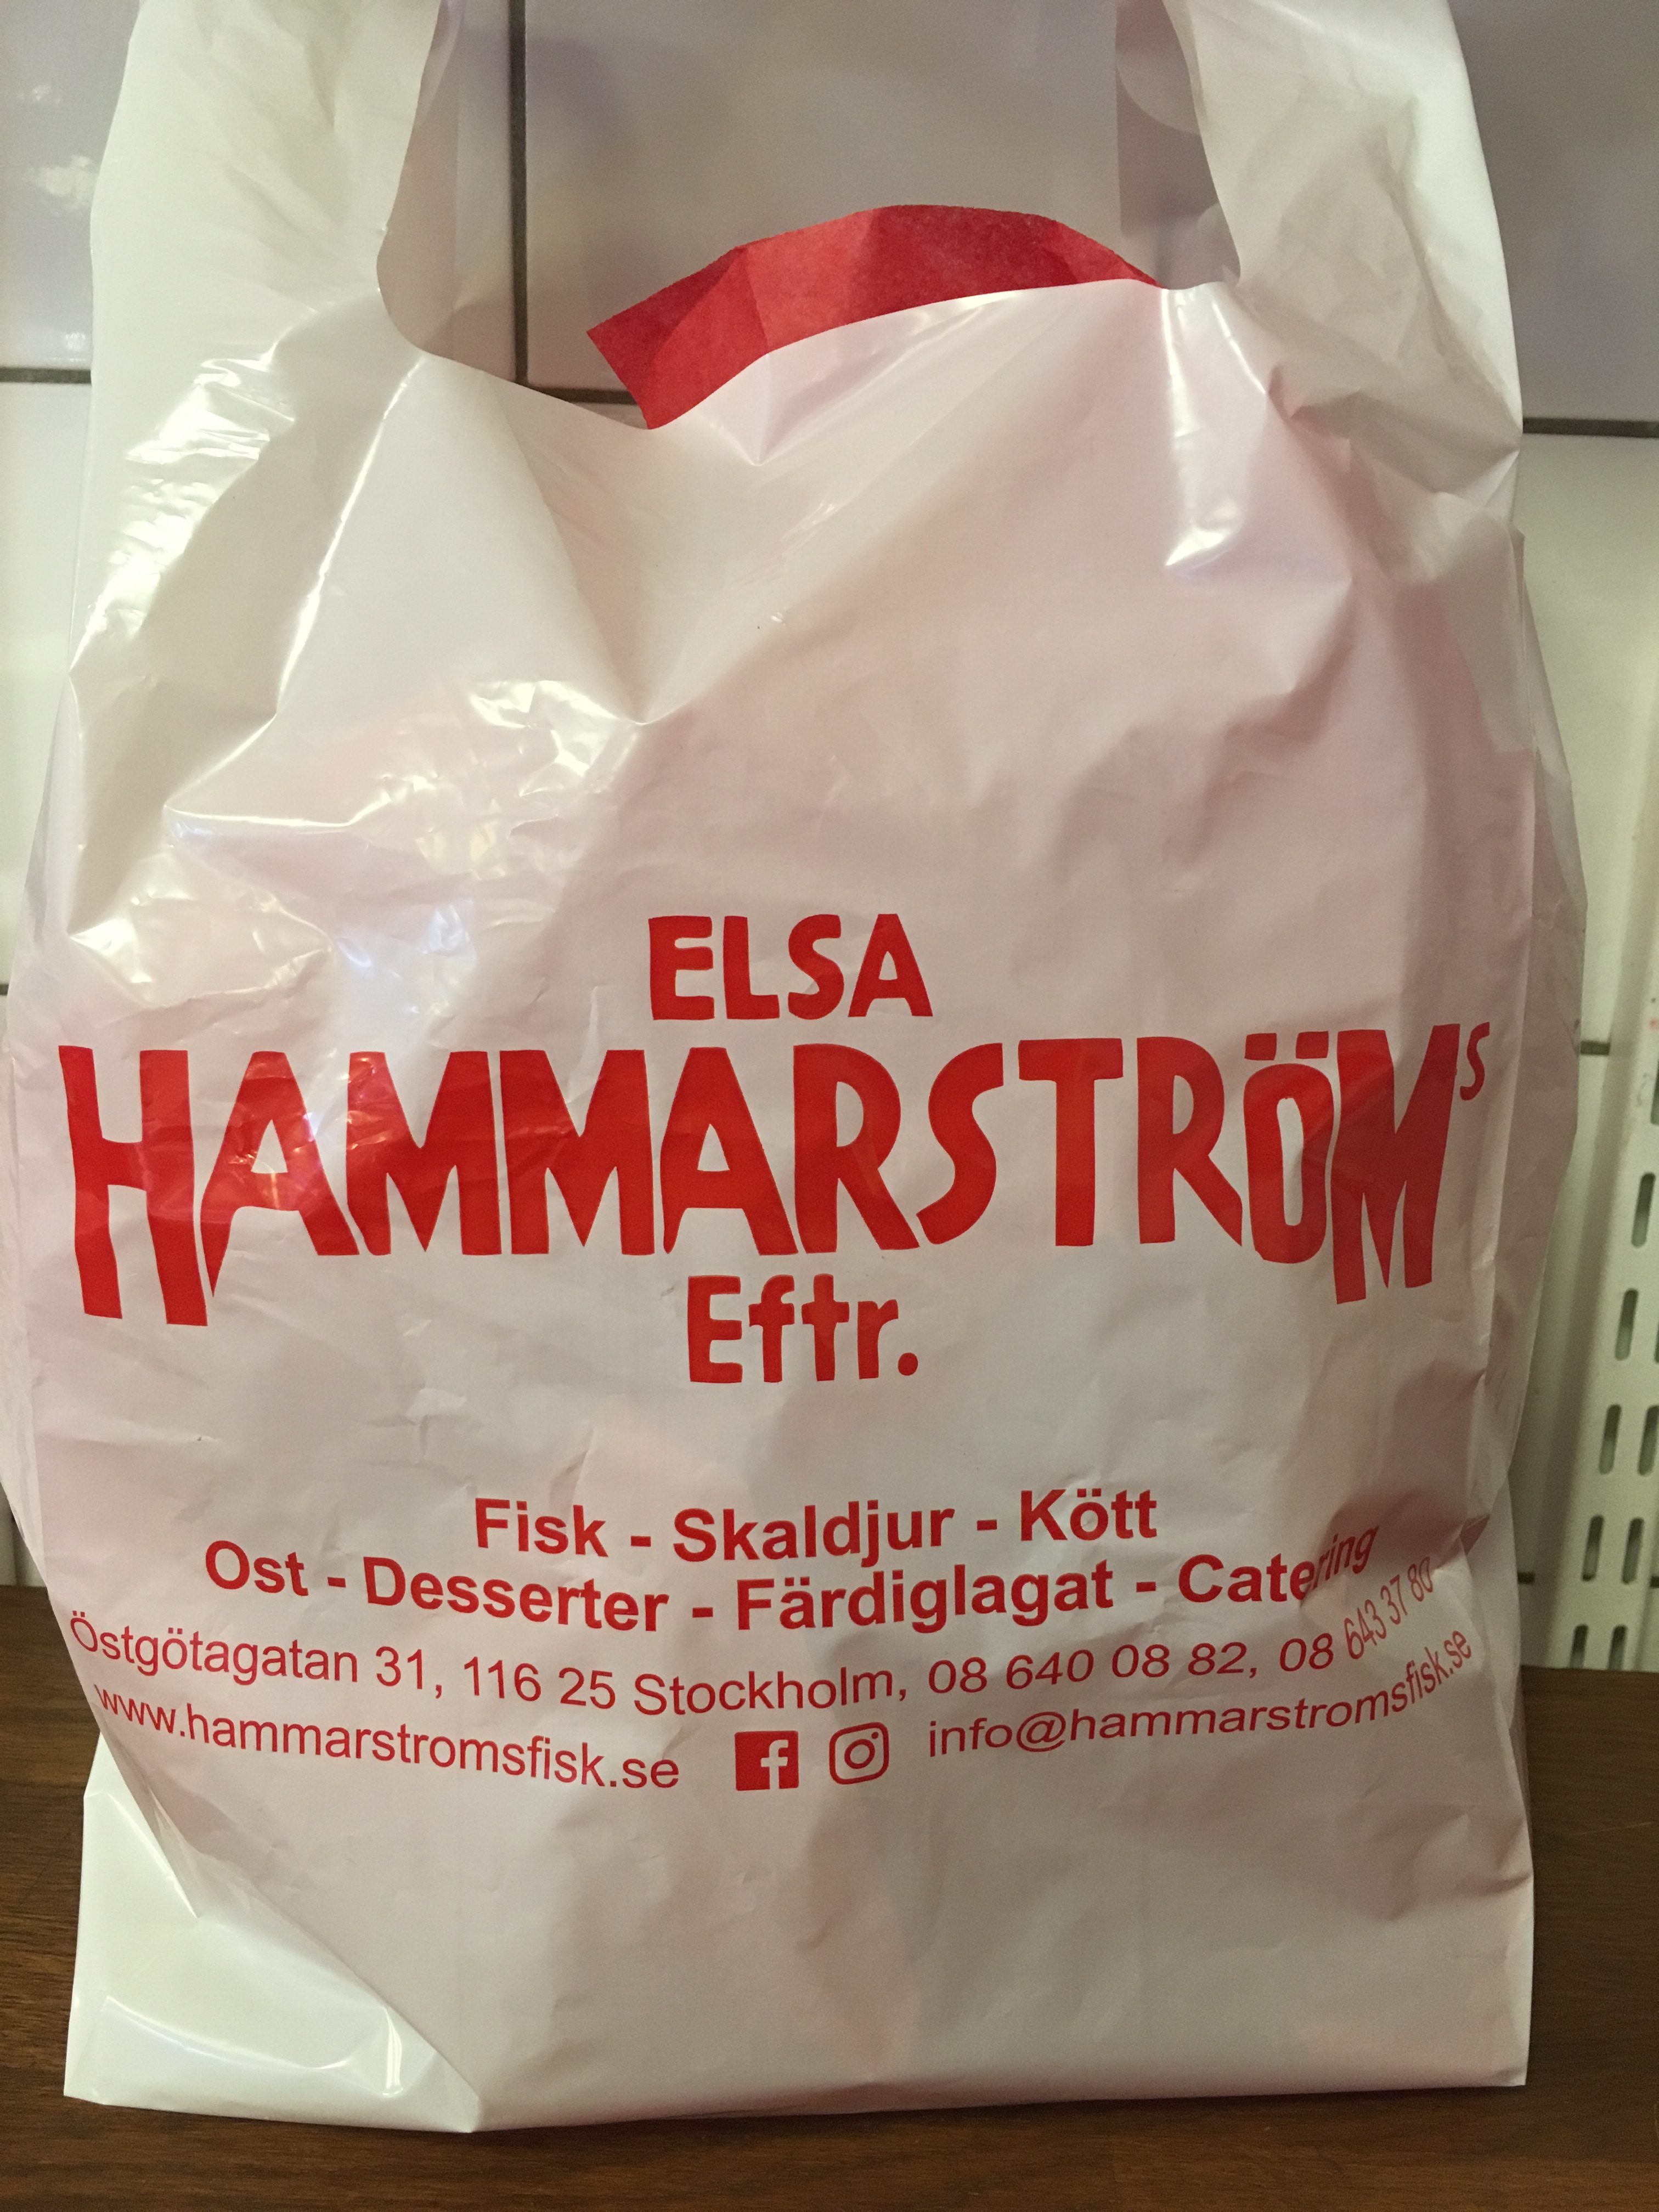 ELSA
HAMMARSTRÖMs
Eftr.
Fisk - Skaldjur - Kött
Ost - Desserter - Färdiglagat - Catering
Östgötagatan 31, 116 25 Stockholm, 08 640 08 82, 08 643 37 80
www.hammarstromsfisk.se info@hammarstromsfisk.se